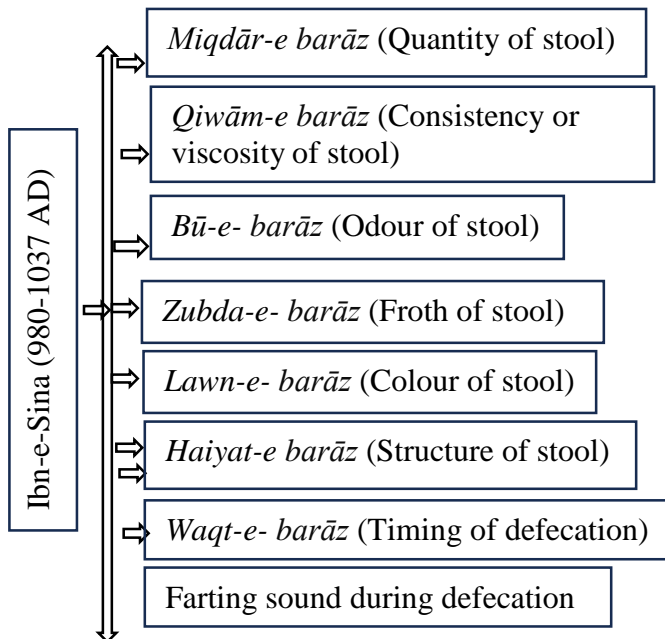 Ibn-e-Sina (980-1037 AD)
Miqdār-e barāz (Quantity of stool)
Qiwām-e barāz (Consistency or
viscosity of stool)
Bū-e- barāz (Odour of stool)
Zubda-e- barāz (Froth of stool)
Lawn-e- barāz (Colour of stool)
Haiyat-e barāz (Structure of stool)
Waqt-e- barāz (Timing of defecation)
Farting sound during defecation